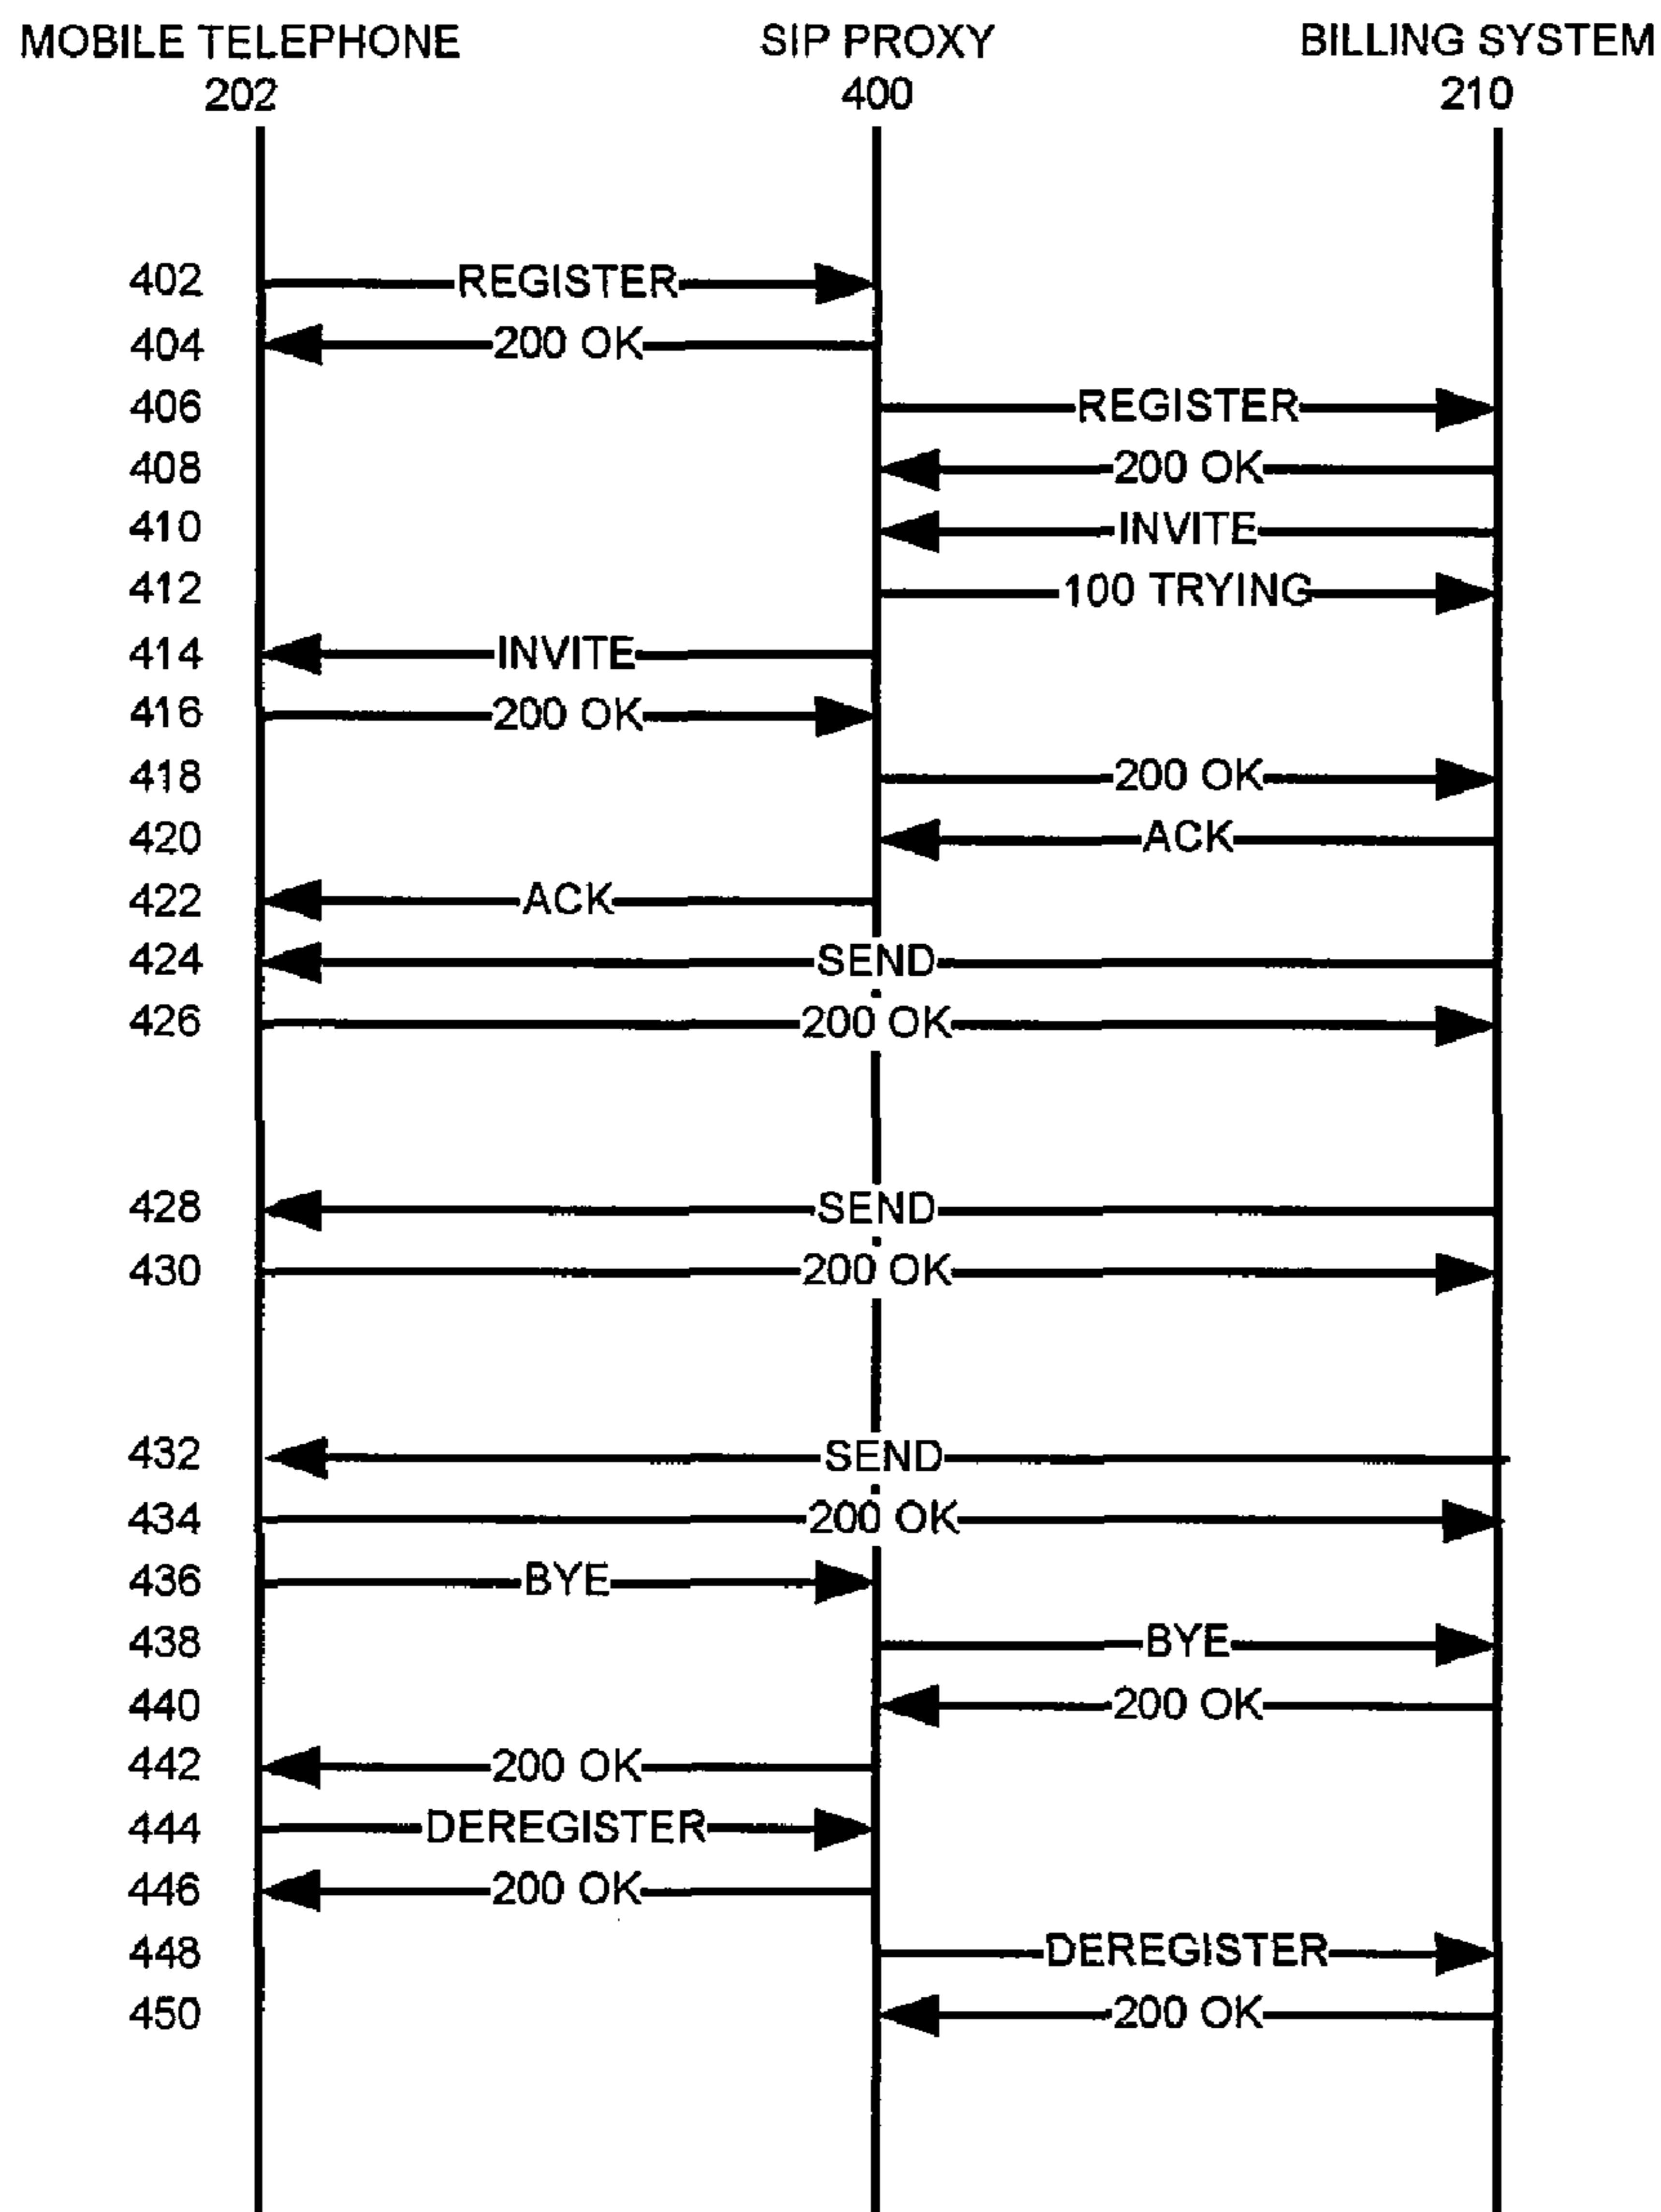 MOBILE TELEPHONE SIP PROXY BILLING SYSTEM
202 400 210
402 REGISTER
404 200 OK
406 REGISTER
408 200 OK
410 INVITE
412 100 TRYING
414 INVITE
416 200 OK
418 200 OK
420 ACK
422 ACK
424 SEND
426 200 OK
428 SEND
430 200 OK
432 SEND
434 200 OK
436 BYE
438 BYE
440 200 OK
442 200 OK
444 DEREGISTER
446 200 OK
448 DEREGISTER
450 200 OK